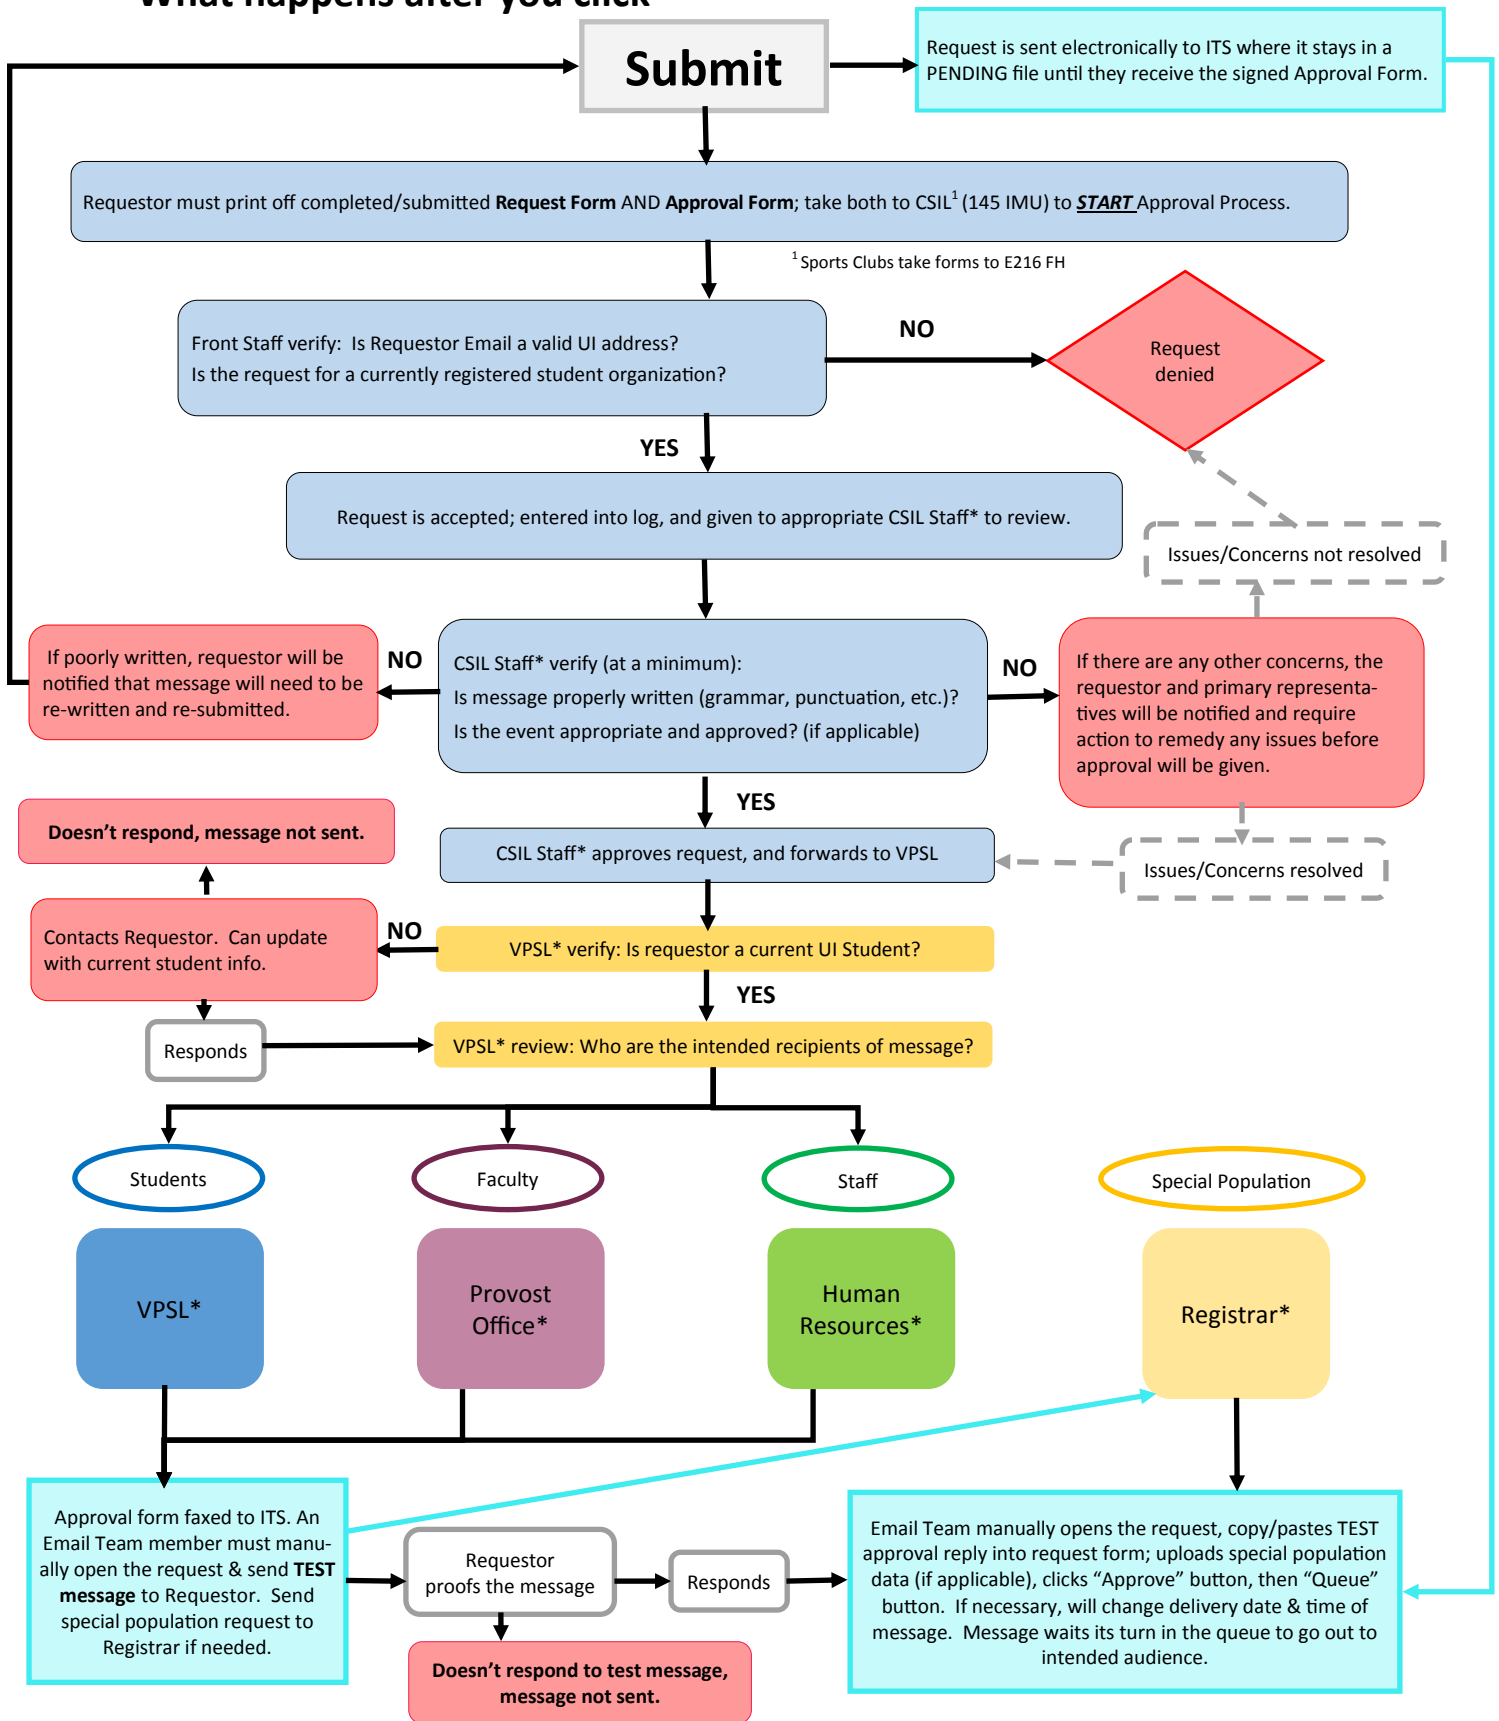 What happens after you click
Submit
Request is sent electronically to ITS where it stays in a
PENDING file until they receive the signed Approval Form.
Requestor must print off completed/submitted Request Form AND Approval Form; take both to CSIL1 (145 IMU) to START Approval Process.
1 Sports Clubs take forms to E216 FH
Front Staff verify: Is Requestor Email a valid UI address?
Is the request for a currently registered student organization?
NO
Request
denied
YES
Request is accepted; entered into log, and given to appropriate CSIL Staff* to review.
Issues/Concerns not resolved
If poorly written, requestor will be
notified that message will need to be
re-written and re-submitted.
NO
CSIL Staff* verify (at a minimum):
Is message properly written (grammar, punctuation, etc.)?
Is the event appropriate and approved? (if applicable)
NO
If there are any other concerns, the
requestor and primary representa-
tives will be notified and require
action to remedy any issues before
approval will be given.
YES
Doesn't respond, message not sent.
CSIL Staff* approves request, and forwards to VPSL
Issues/Concerns resolved
Contacts Requestor. Can update
with current student info.
NO
VPSL* verify: Is requestor a current UI Student?
YES
Responds
VPSL* review: Who are the intended recipients of message?
Students
Faculty
Staff
Special Population
VPSL*
Provost
Office*
Human
Resources*
Registrar*
Approval form faxed to ITS. An
Email Team member must manu-
ally open the request & send TEST
message to Requestor. Send
special population request to
Registrar if needed.
Requestor
proofs the message
Responds
Email Team manually opens the request, copy/pastes TEST
approval reply into request form; uploads special population
data (if applicable), clicks “Approve” button, then “Queue”
button. If necessary, will change delivery date & time of
message. Message waits its turn in the queue to go out to
intended audience.
Doesn't respond to test message,
message not sent.